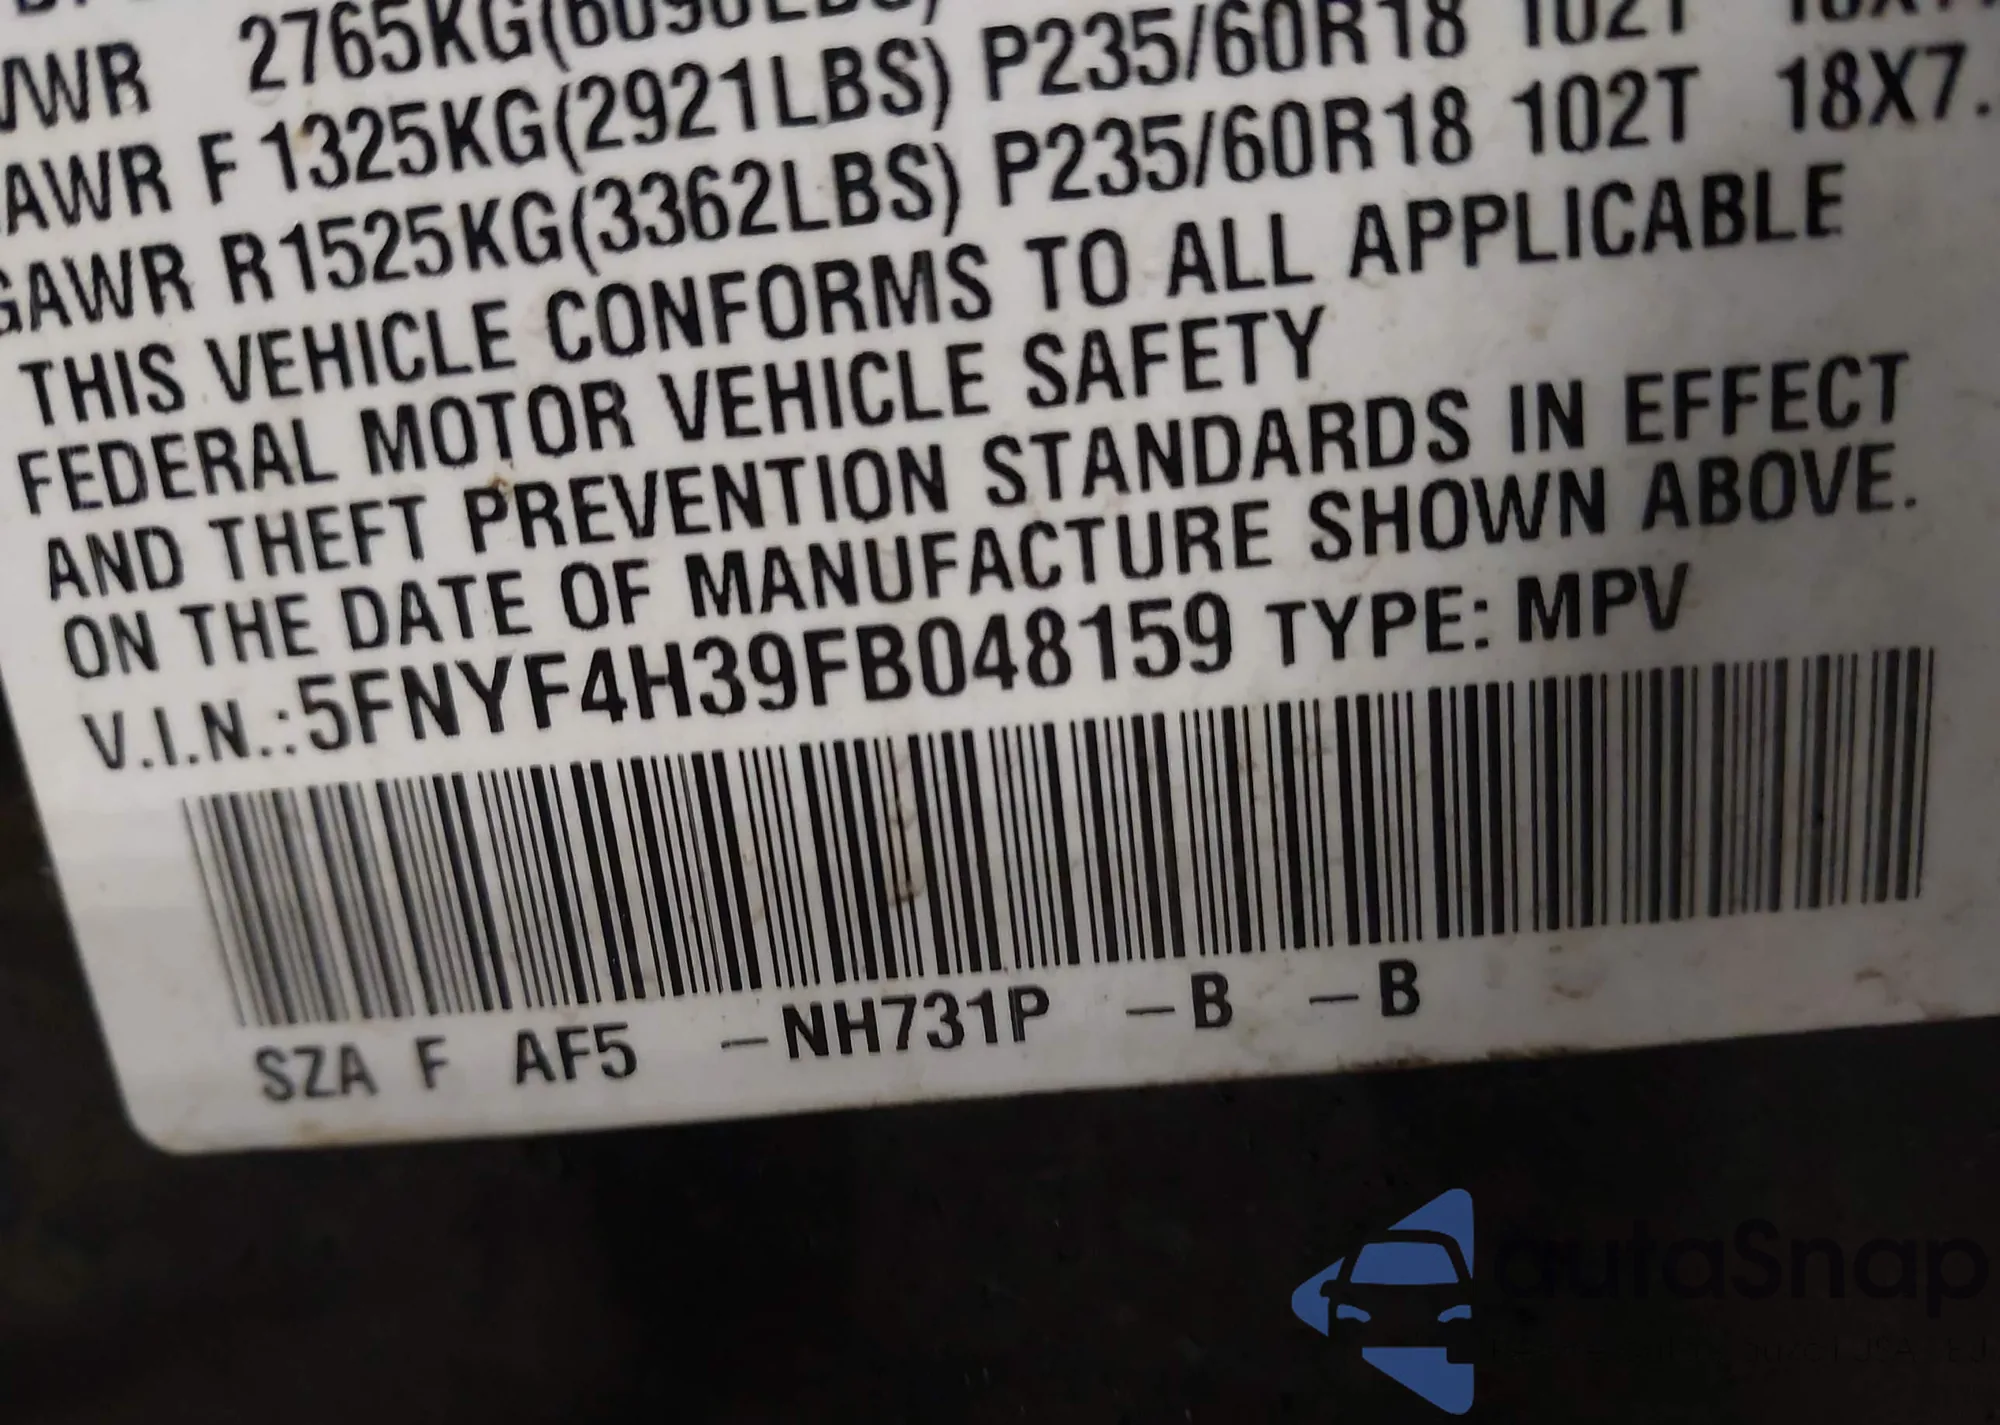 2765KG(6096LBS)
F 1325KG(2921LBS) P235/60R18 102T
GAWR R1525KG(3362LBS) P235/60R18 102T 18X7.
THIS VEHICLE CONFORMS TO ALL APPLICABLE
FEDERAL MOTOR VEHICLE SAFETY
AND THEFT PREVENTION STANDARDS IN EFFECT
ON THE DATE OF MANUFACTURE SHOWN ABOVE.
V.I.N.:5FNYF4H39FB048159 TYPE: MPV
SZA F AF5 -NH731P -B -B
autaSnap